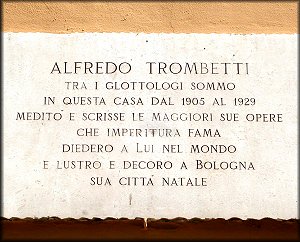 ALFREDO TROMBETTI
TRA I GLOTTOLOGI SOMMO
IN QUESTA CASA DAL 1905 AL 1929
MEDITÒ E SCRISSE LE MAGGIORI SUE OPERE
CHE IMPERITURA FAMA
DIEDERO A LUI NEL MONDO
E LUSTRO E DECORO A BOLOGNA
SUA CITTÀ NATALE